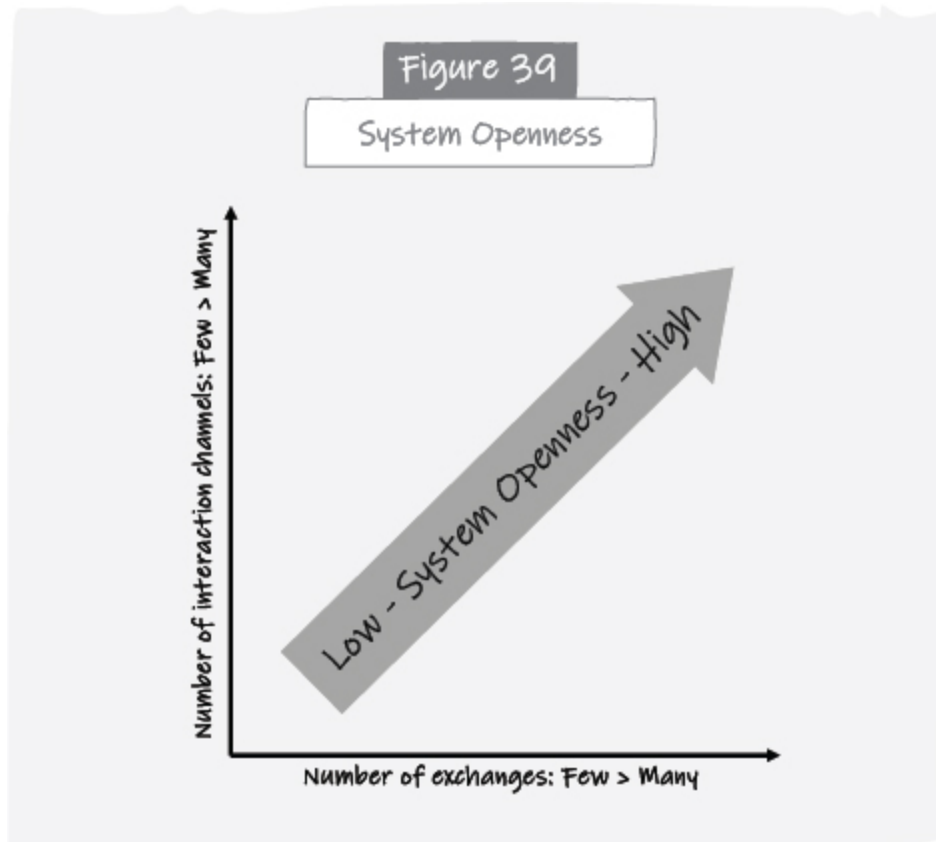 Figure 39
System Openness
Number of interaction channels: Few > Many
Low - System Openness - High
Number of exchanges: Few > Many